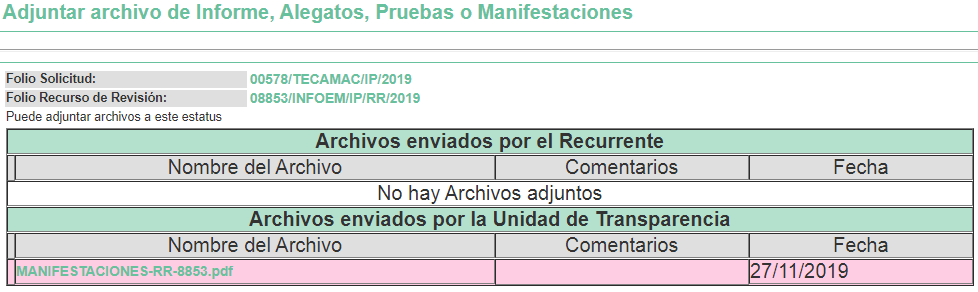 Adjuntar archivo de Informe, Alegatos, Pruebas o Manifestaciones
Folio Solicitud: 00578/TECAMAC/IP/2019
Folio Recurso de Revisión: 08853/INFOEM/IP/RR/2019
Puede adjuntar archivos a este estatus
Archivos enviados por el Recurrente
Nombre del Archivo Comentarios Fecha
No hay Archivos adjuntos
Archivos enviados por la Unidad de Transparencia
Nombre del Archivo Comentarios Fecha
MANIFESTACIONES-RR-8853.pdf 27/11/2019